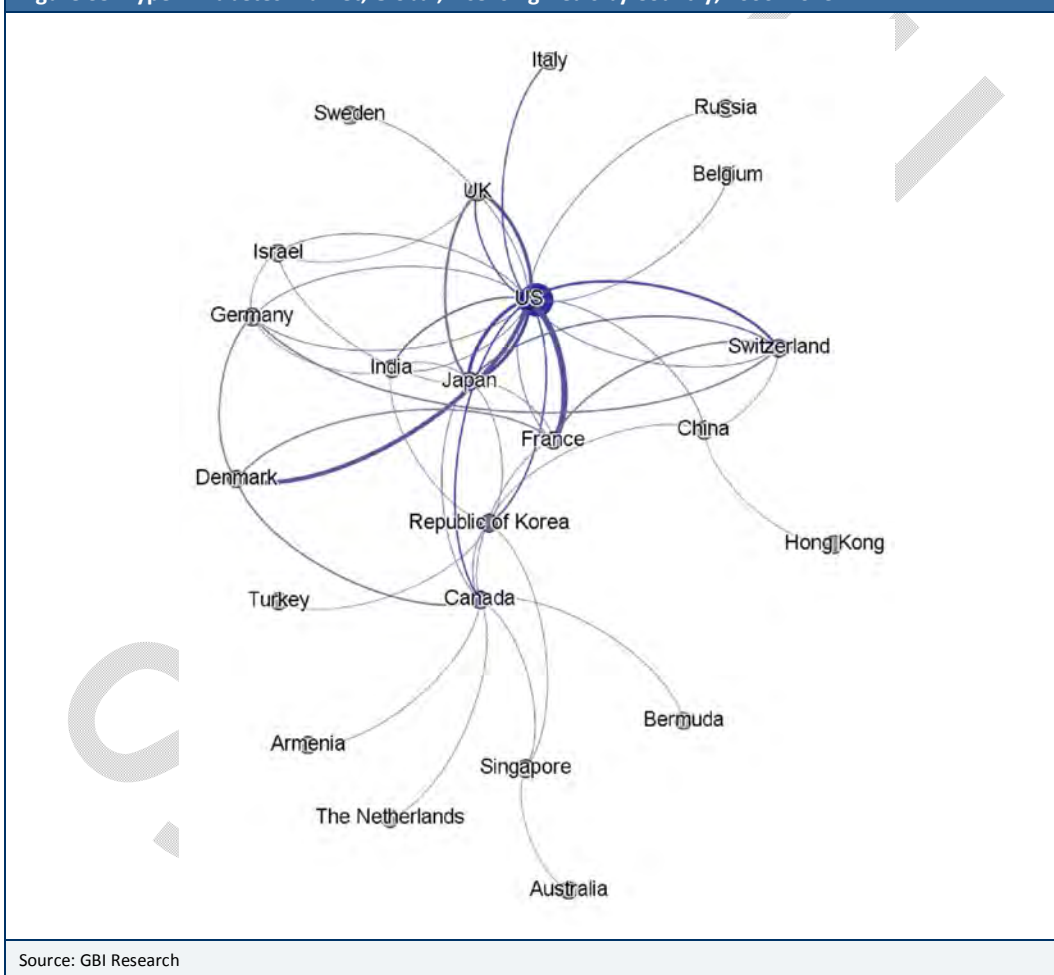 Italy
Sweden
Russia
Belgium
UK
Israel
US
Germany
Switzerland
India
Japan
China
France
Denmark
Republic of Korea
Hong Kong
Canada
Turkey
Bermuda
Armenia
Singapore
The Netherlands
Australia
Source: GBI Research